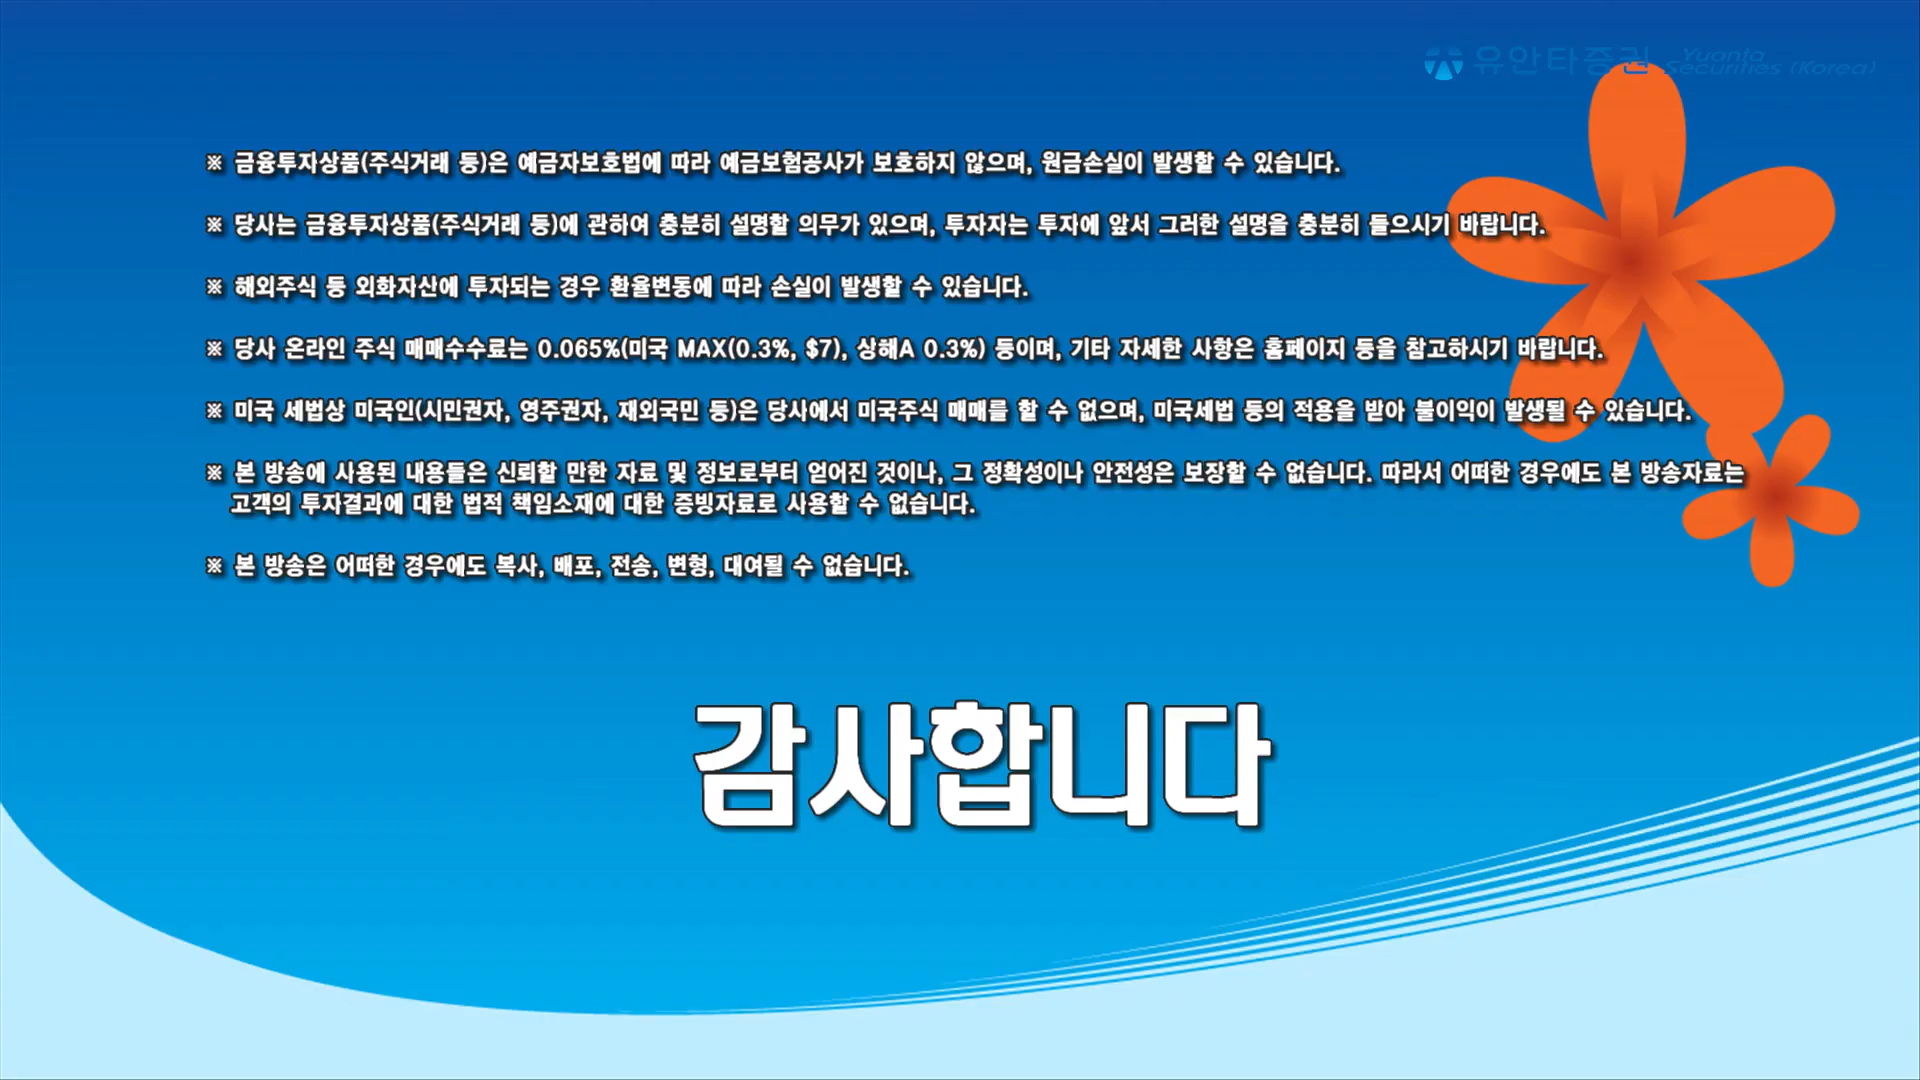 유안타증권 Yuanta Securities (Korea)
※ 금융투자상품(주식거래 등)은 예금자보호법에 따라 예금보험공사가 보호하지 않으며, 원금손실이 발생할 수 있습니다.
※ 당사는 금융투자상품(주식거래 등)에 관하여 충분히 설명할 의무가 있으며, 투자자는 투자에 앞서 그러한 설명을 충분히 들으시기 바랍니다.
※ 해외주식 등 외화자산에 투자되는 경우 환율변동에 따라 손실이 발생할 수 있습니다.
※ 당사 온라인 주식 매매수수료는 0.065%(미국 MAX(0.3%, $7), 상해A 0.3%) 등이며, 기타 자세한 사항은 홈페이지 등을 참고하시기 바랍니다.
※ 미국 세법상 미국인(시민권자, 영주권자, 재외국민 등)은 당사에서 미국주식 매매를 할 수 없으며, 미국세법 등의 적용을 받아 불이익이 발생될 수 있습니다.
※ 본 방송에 사용된 내용들은 신뢰할 만한 자료 및 정보로부터 얻어진 것이나, 그 정확성이나 안전성은 보장할 수 없습니다. 따라서 어떠한 경우에도 본 방송자료는
고객의 투자결과에 대한 법적 책임소재에 대한 증빙자료로 사용할 수 없습니다.
※ 본 방송은 어떠한 경우에도 복사, 배포, 전송, 변형, 대여될 수 없습니다.
감사합니다